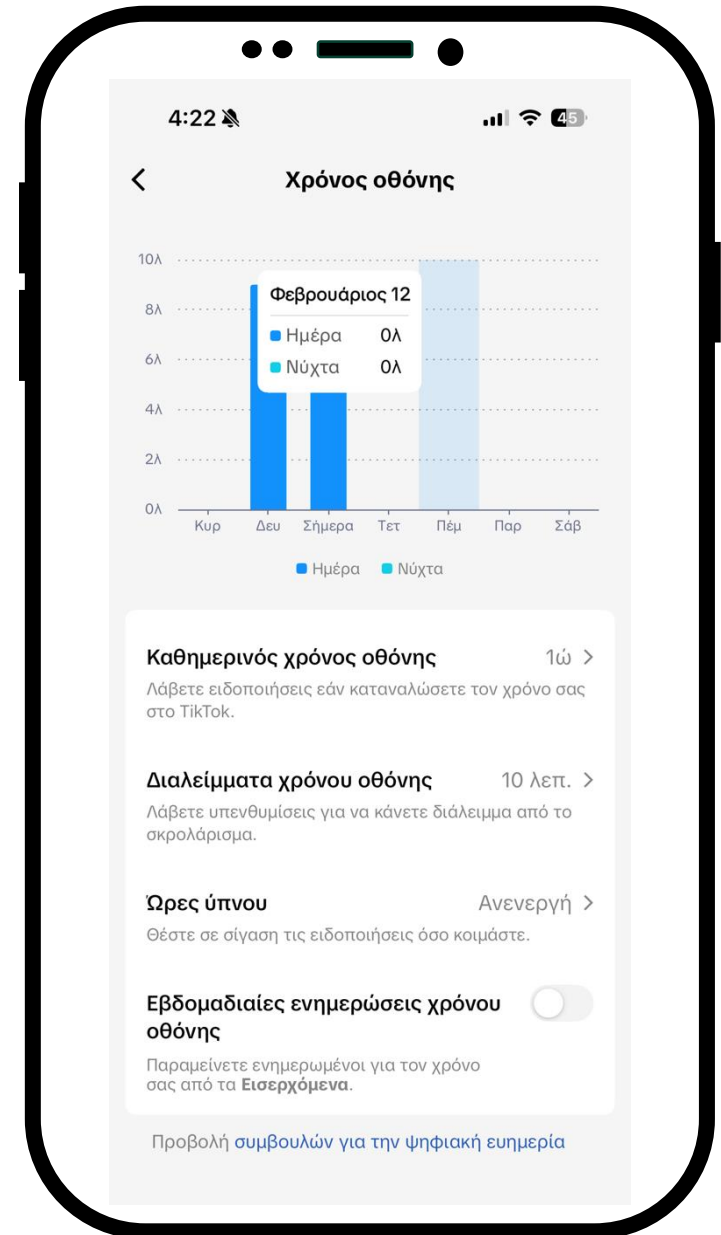 4:22 45
Χρόνος οθόνης
10λ
8λ
6λ
4λ
2λ
0λ
Φεβρουάριος 12
Ημέρα 0λ
Νύχτα 0λ
Κυρ Δευ Σήμερα Τετ Πέμ Παρ Σάβ
Ημέρα Νύχτα
Καθημερινός χρόνος οθόνης 1ώ
Λάβετε ειδοποιήσεις εάν καταναλώσετε τον χρόνο σας
στο TikTok.
Διαλείμματα χρόνου οθόνης 10 λεπ.
Λάβετε υπενθυμίσεις για να κάνετε διάλειμμα από το
σκρολάρισμα.
Ώρες ύπνου Ανενεργή
Θέστε σε σίγαση τις ειδοποιήσεις όσο κοιμάστε.
Εβδομαδιαίες ενημερώσεις χρόνου
οθόνης
Παραμείνετε ενημερωμένοι για τον χρόνο
σας από τα Εισερχόμενα.
Προβολή συμβουλών για την ψηφιακή ευημερία